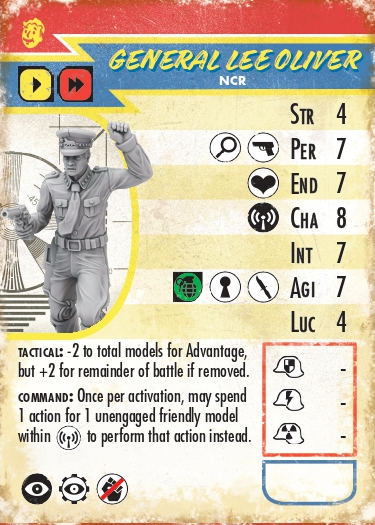 GENERAL LEE OLIVER
NCR
STR 4
PER 7
END 7
CHA 8
INT 7
AGI 7
LUC 4
TACTICAL: -2 to total models for Advantage,
but +2 for remainder of battle if removed.
COMMAND: Once per activation, may spend
1 action for 1 unengaged friendly model
within to perform that action instead.
-
-
-